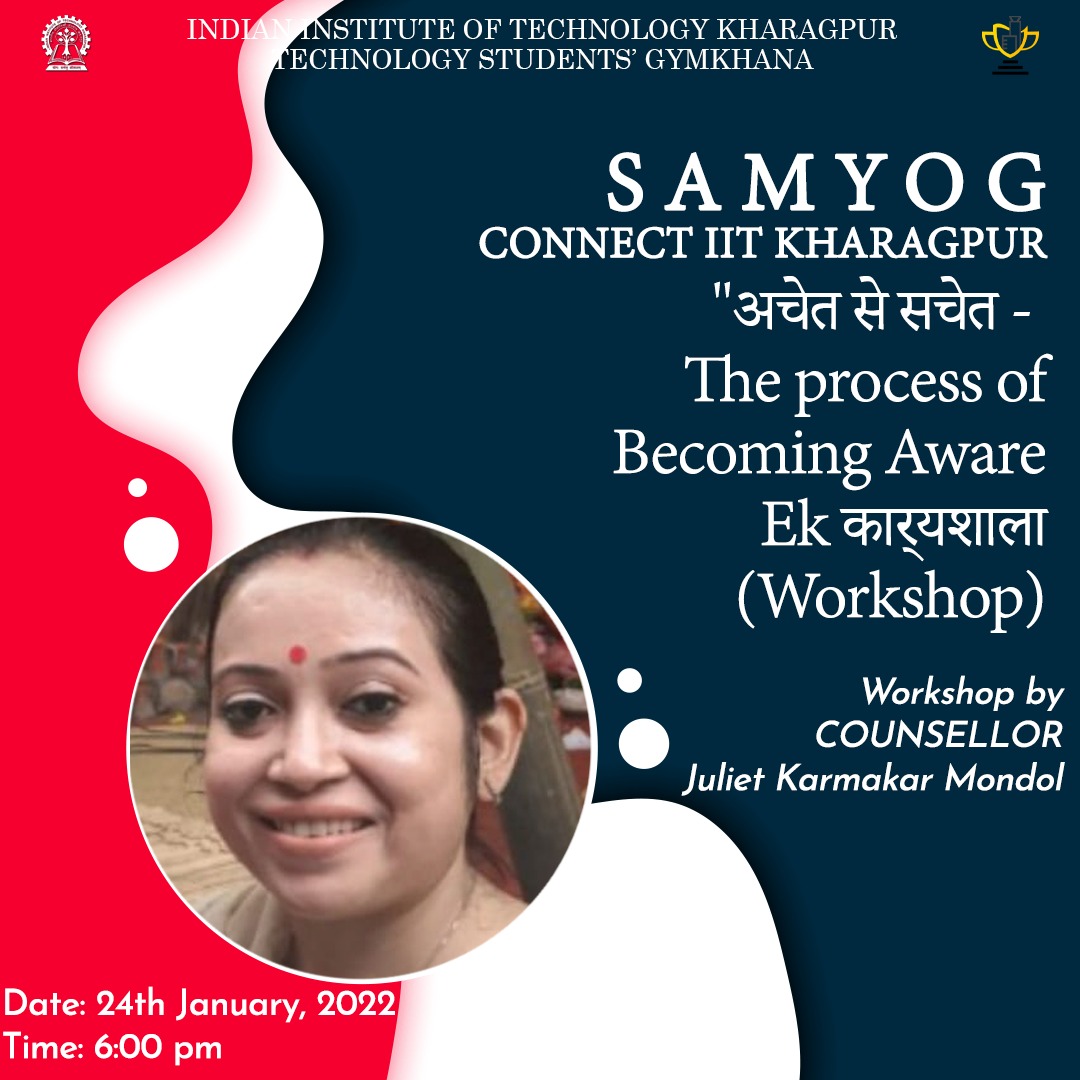 INDIAN INSTITUTE OF TECHNOLOGY KHARAGPUR
TECHNOLOGY STUDENTS’ GYMKHANA
SAMYOG
CONNECT IIT KHARAGPUR
"अचेत से सचेत -
The process of
Becoming Aware
Ek कार्‌यशाला
(Workshop)
Workshop by
COUNSELLOR
Juliet Karmakar Mondol
Date: 24th January, 2022
Time: 6:00 pm